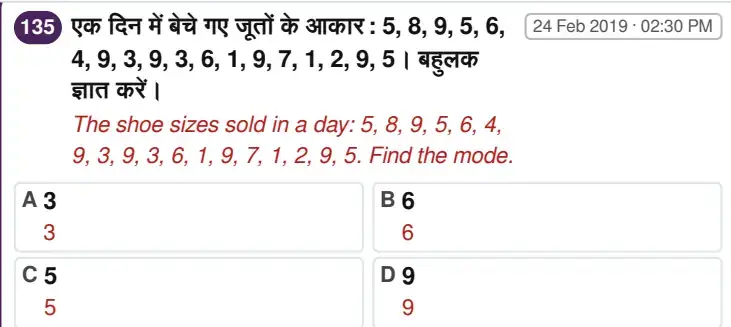 135 एक दिन में बेचे गए जूतों के आकार : 5, 8, 9, 5, 6, 24 Feb 2019 · 02:30 PM
4, 9, 3, 9, 3, 6, 1, 9, 7, 1, 2, 9, 5। बहुलक
ज्ञात करें।
The shoe sizes sold in a day: 5, 8, 9, 5, 6, 4,
9, 3, 9, 3, 6, 1, 9, 7, 1, 2, 9, 5. Find the mode.
A 3 B 6
3 6
C 5 D 9
5 9